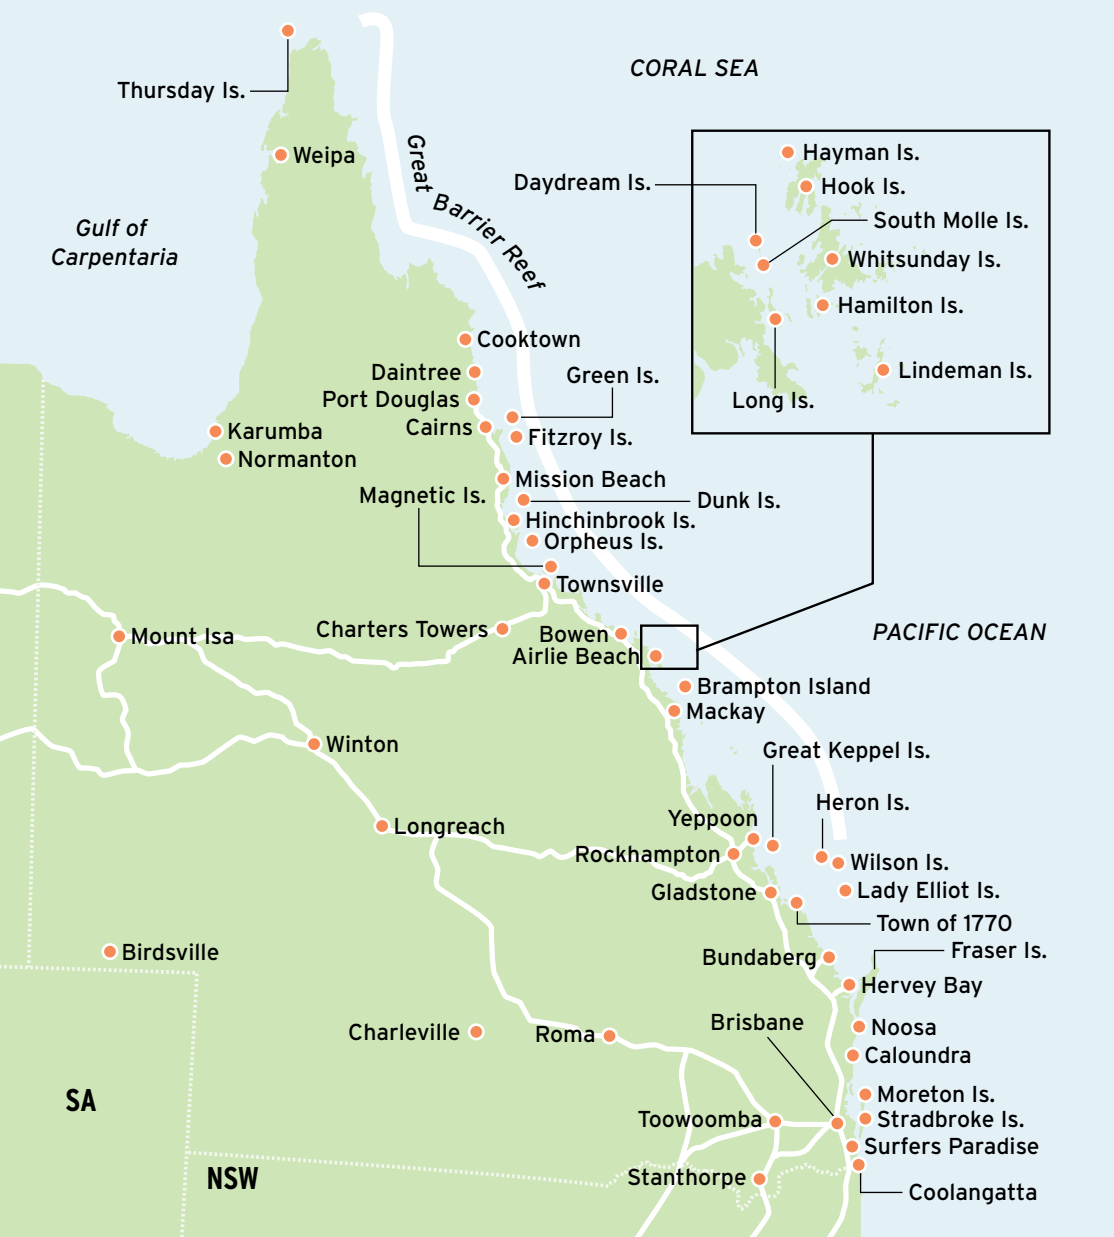 CORAL SEA
Thursday Is.
Weipa
Great Barrier Reef
Gulf of
Carpentaria
Hayman Is.
Daydream Is.
Hook Is.
South Molle Is.
Whitsunday Is.
Hamilton Is.
Lindeman Is.
Long Is.
Cooktown
Daintree
Green Is.
Port Douglas
Cairns
Fitzroy Is.
Karumba
Normanton
Mission Beach
Magnetic Is.
Dunk Is.
Hinchinbrook Is.
Orpheus Is.
Townsville
Charters Towers
Mount Isa
Bowen
Airlie Beach
PACIFIC OCEAN
Brampton Island
Mackay
Winton
Great Keppel Is.
Heron Is.
Yeppoon
Longreach
Rockhampton
Wilson Is.
Gladstone
Lady Elliot Is.
Town of 1770
Birdsville
Bundaberg
Fraser Is.
Hervey Bay
Brisbane
Noosa
Charleville
Roma
Caloundra
SA
Moreton Is.
Toowoomba
Stradbroke Is.
Surfers Paradise
NSW
Stanthorpe
Coolangatta